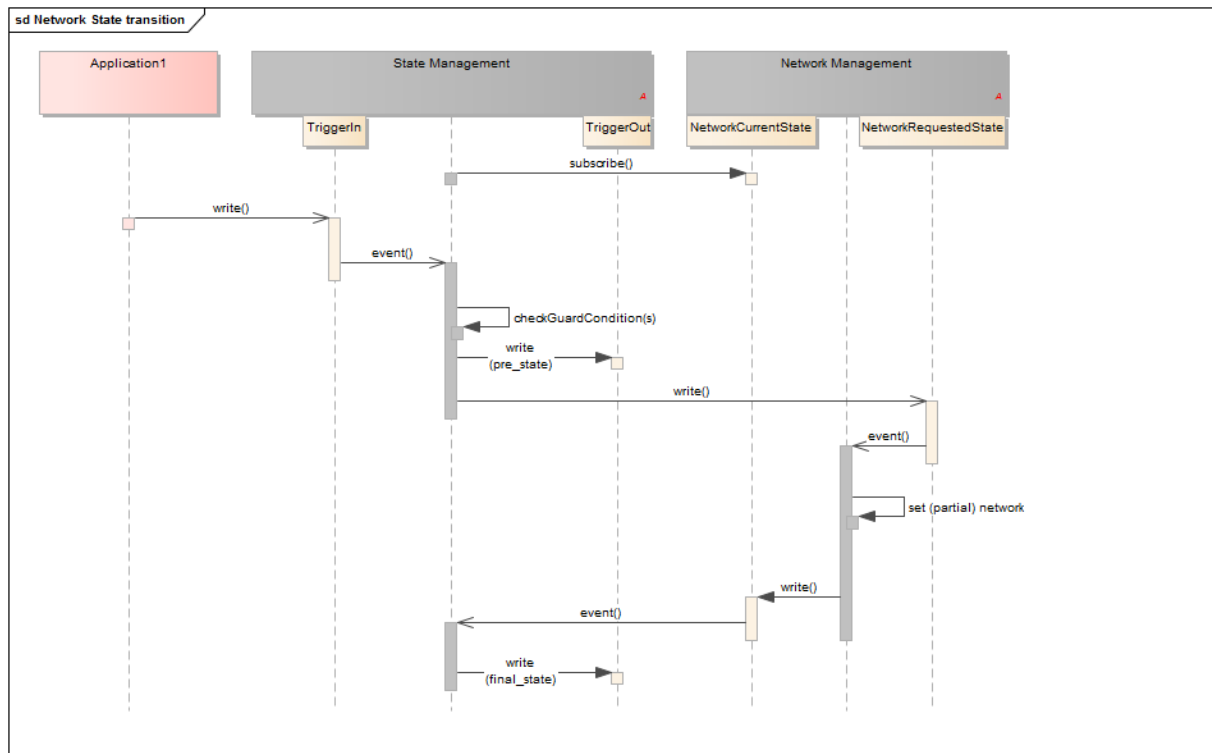 sd Network State transition
Application1
State Management
Network Management
A
A
TriggerIn
TriggerOut
NetworkCurrentState
NetworkRequestedState
subscribe()
write()
event()
checkGuardCondition(s)
write
(pre_state)
write()
event()
set (partial) network
write()
event()
write
(final_state)